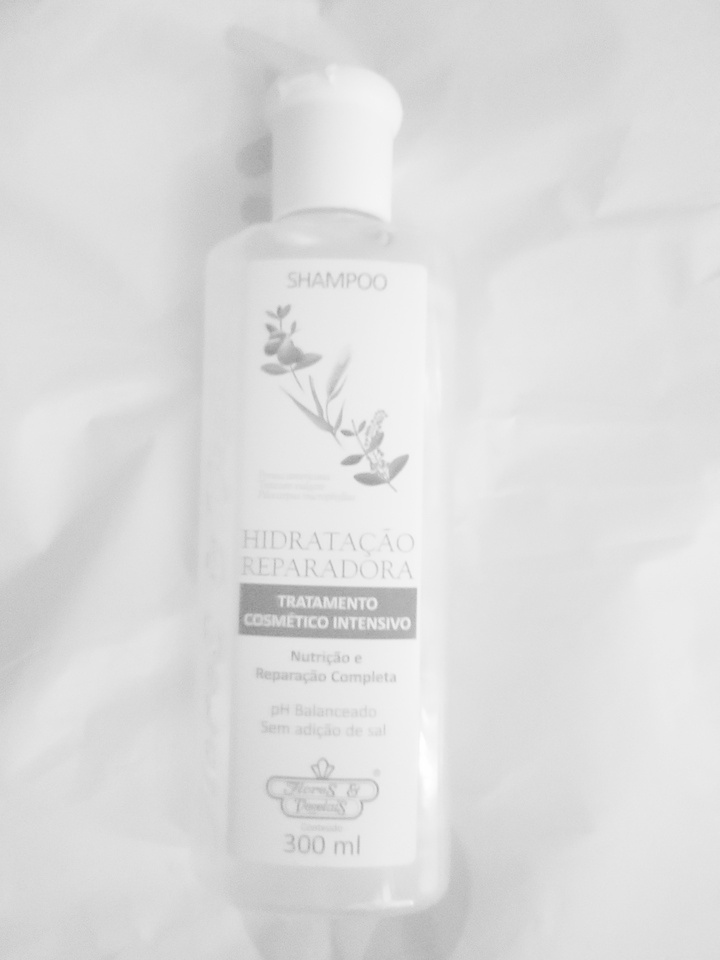 SHAMPOO
HIDRATAÇÃO
REPARADORA
TRATAMENTO
COSMÉTICO INTENSIVO
Nutrição e
Reparação Completa
pH Balanceado
Sem adição de sal
Flores &
Vegetais
®
Conteúdo
300 ml